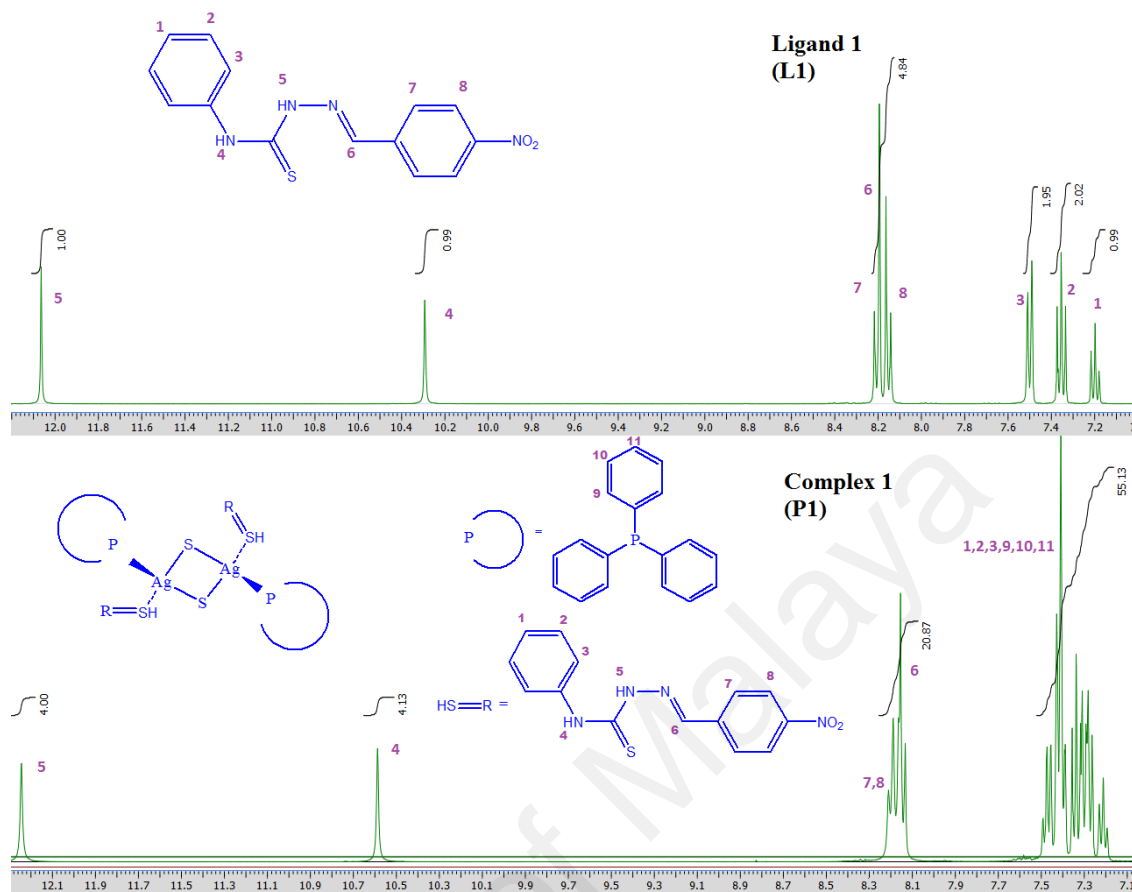 1
2
3
4
HN
5
NH
N
6
7
8
NO2
S
Ligand 1
(L1)
1.00
5
0.99
4
4.84
6
7
8
1.95
3
2.02
2
0.99
1
12.0 11.8 11.6 11.4 11.2 11.0 10.8 10.6 10.4 10.2 10.0 9.8 9.6 9.4 9.2 9.0 8.8 8.6 8.4 8.2 8.0 7.8 7.6 7.4 7.2
Complex 1
(P1)
R
SH
P
S
Ag
Ag
S
R
SH
P
P
=
9
10
11
P
HS
R =
1
2
3
4
HN
5
NH
N
6
7
8
NO2
S
4.00
5
4.13
4
20.87
6
7,8
55.13
1,2,3,9,10,11
12.1 11.9 11.7 11.5 11.3 11.1 10.9 10.7 10.5 10.3 10.1 9.9 9.7 9.5 9.3 9.1 8.9 8.7 8.5 8.3 8.1 7.9 7.7 7.5 7.3
of Malaya